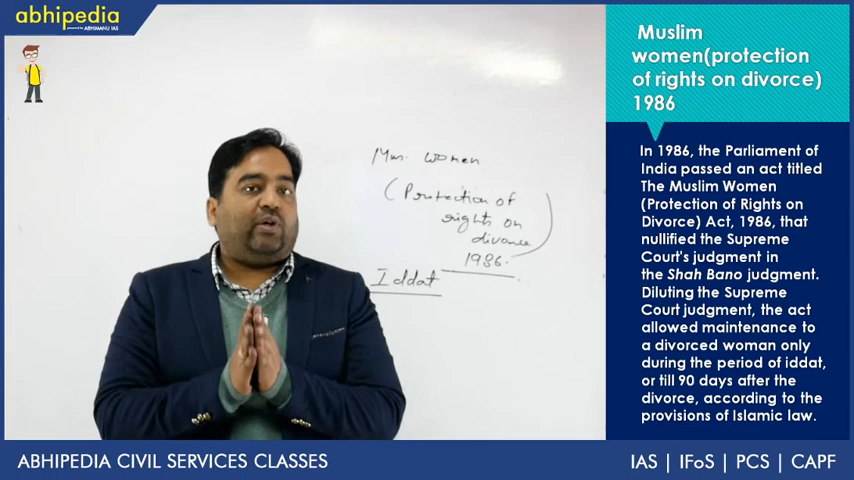 abhipedia
powered by ABHIMANU IAS
Mus. women
(Protection of
rights on
divorce
1986.
Iddat
Muslim
women(protection
of rights on divorce)
1986
In 1986, the Parliament of
India passed an act titled
The Muslim Women
(Protection of Rights on
Divorce) Act, 1986, that
nullified the Supreme
Court's judgment in
the Shah Bano judgment.
Diluting the Supreme
Court judgment, the act
allowed maintenance to
a divorced woman only
during the period of iddat,
or till 90 days after the
divorce, according to the
provisions of Islamic law.
ABHIPEDIA CIVIL SERVICES CLASSES
IAS | IFoS | PCS | CAPF